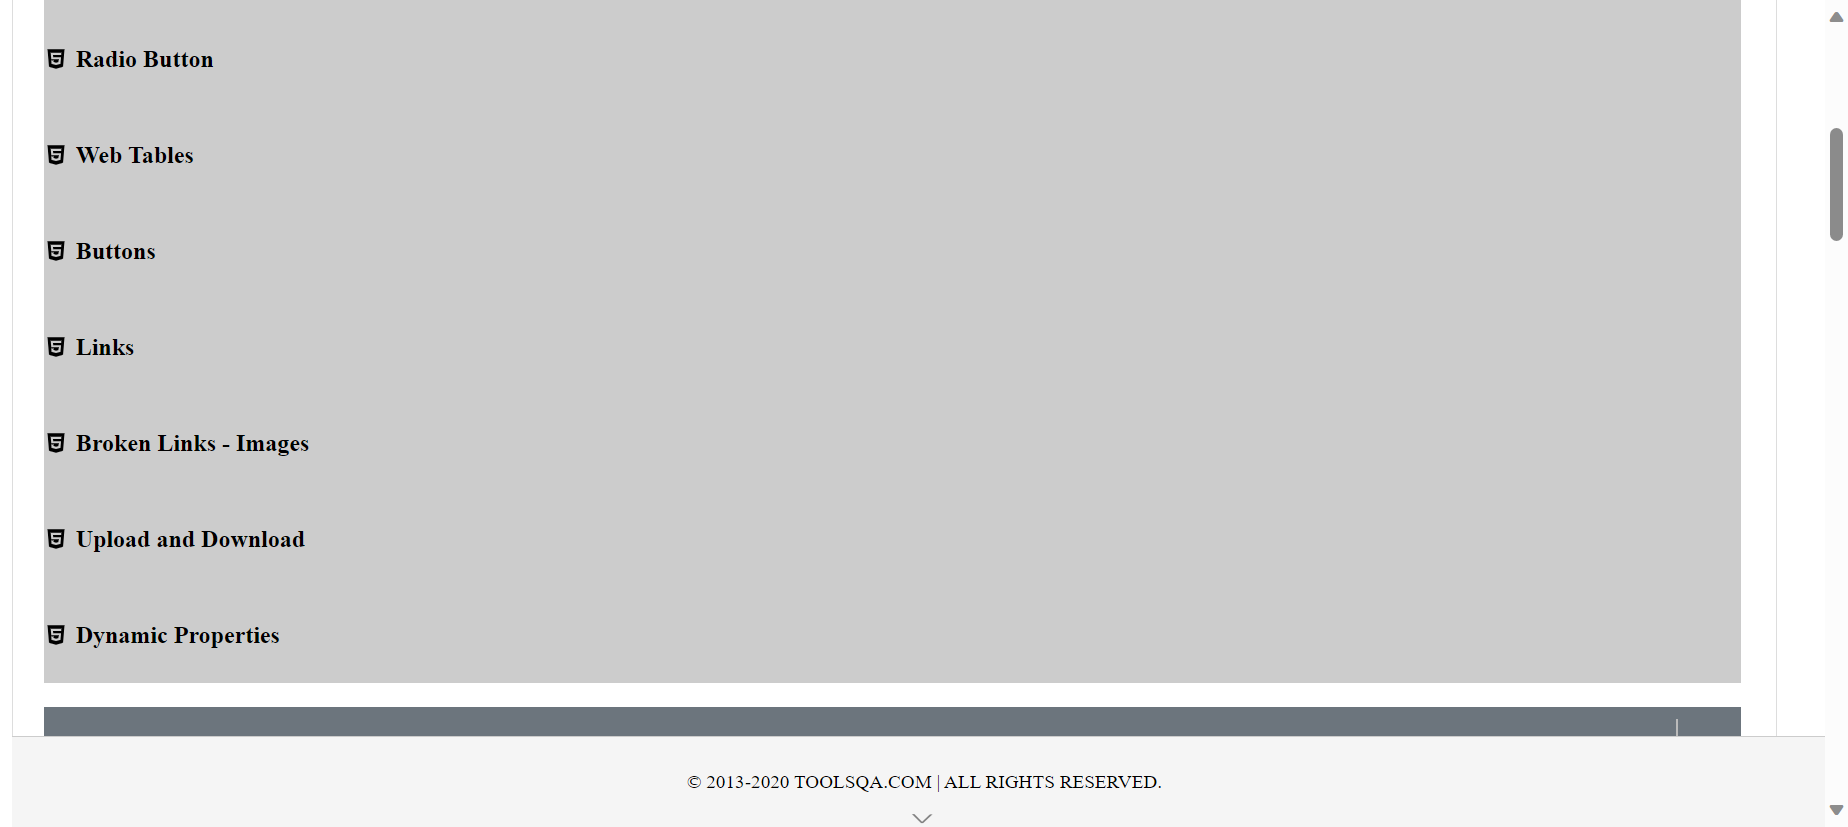 Radio Button
Web Tables
Buttons
Links
Broken Links - Images
Upload and Download
Dynamic Properties
© 2013-2020 TOOLSQA.COM | ALL RIGHTS RESERVED.